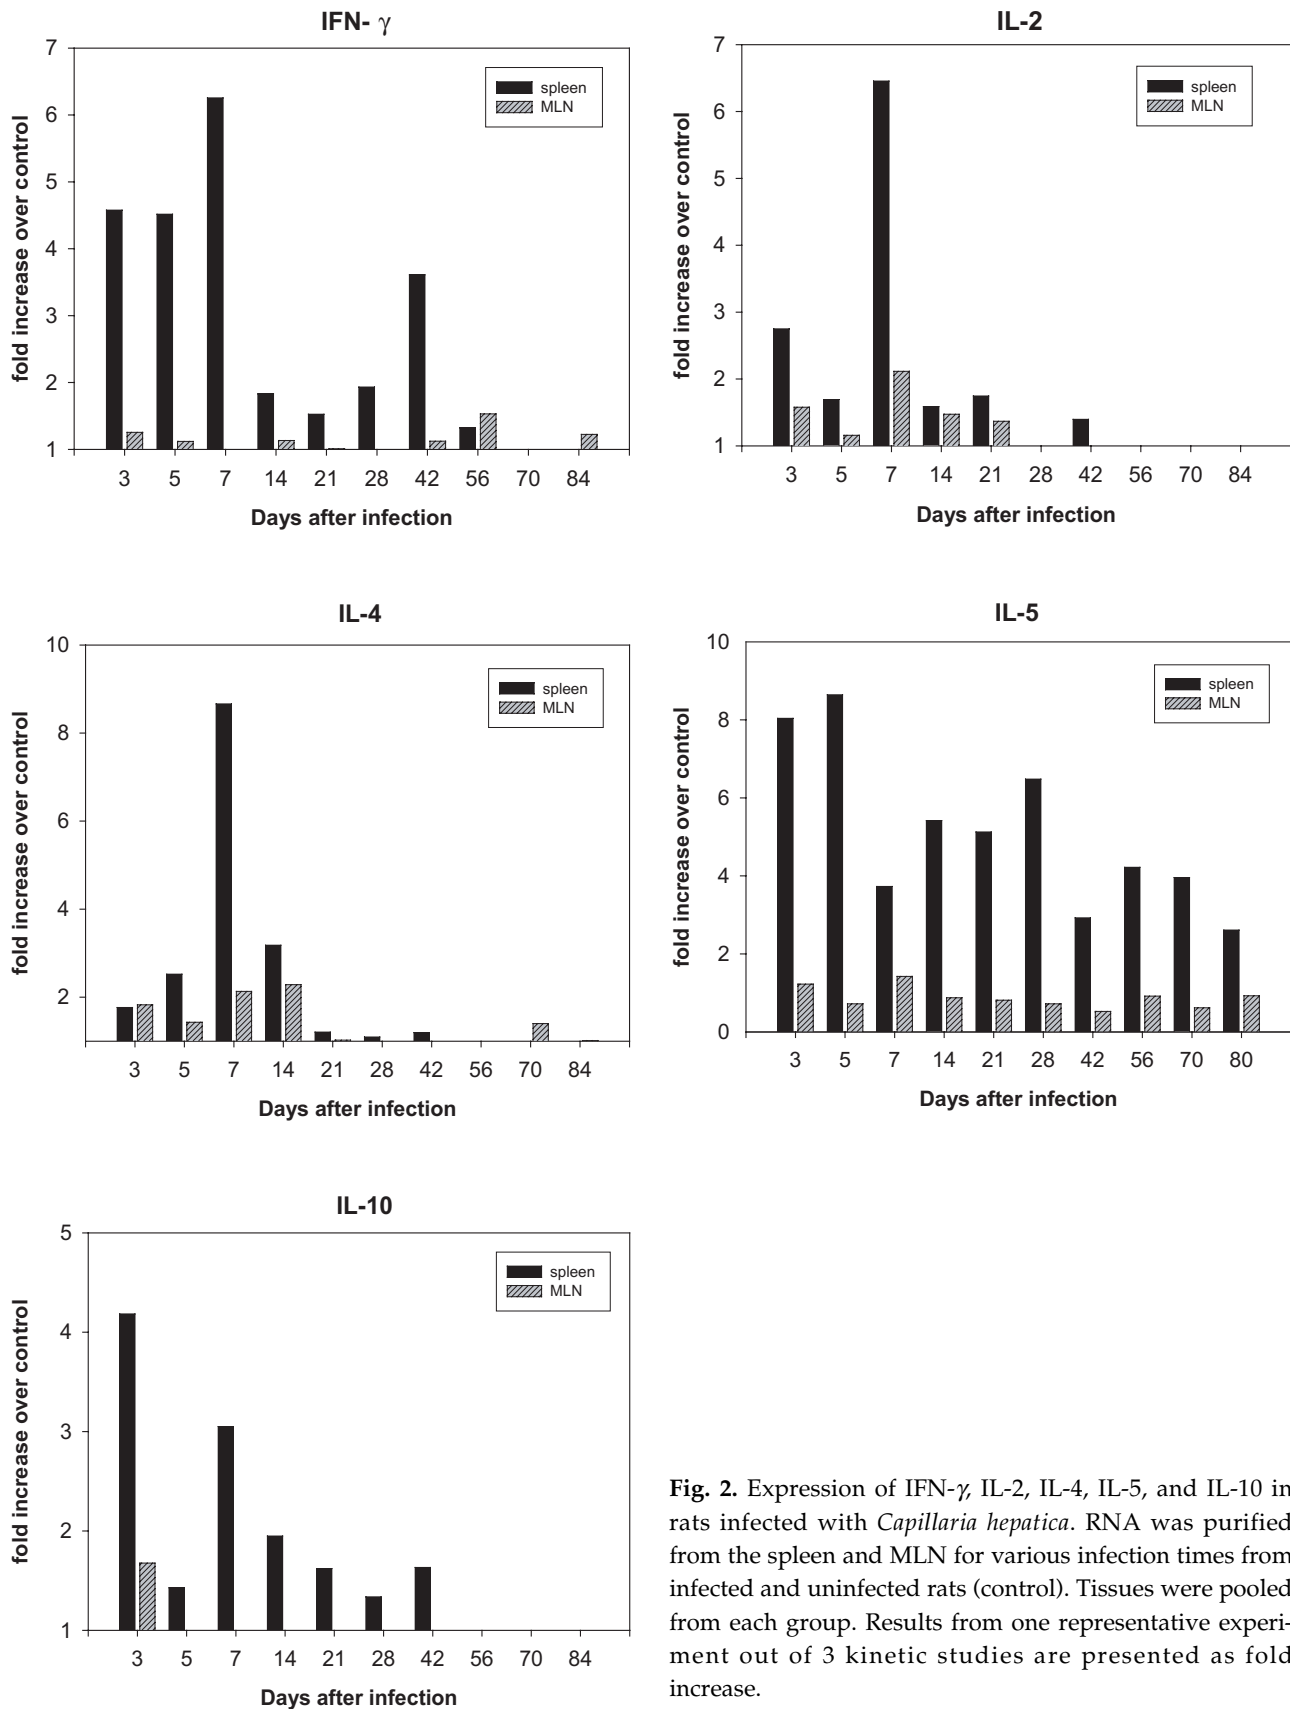 IFN- γ
7
6
5
4
3
2
1
fold increase over control
spleen
MLN
3 5 7 14 21 28 42 56 70 84
Days after infection
IL-2
7
6
5
4
3
2
1
fold increase over control
spleen
MLN
3 5 7 14 21 28 42 56 70 84
Days after infection
IL-4
10
8
6
4
2
fold increase over control
spleen
MLN
3 5 7 14 21 28 42 56 70 84
Days after infection
IL-5
10
8
6
4
2
0
fold increase over control
spleen
MLN
3 5 7 14 21 28 42 56 70 80
Days after infection
IL-10
5
4
3
2
1
fold increase over control
spleen
MLN
3 5 7 14 21 28 42 56 70 84
Days after infection
Fig. 2. Expression of IFN-γ, IL-2, IL-4, IL-5, and IL-10 in
rats infected with Capillaria hepatica. RNA was purified
from the spleen and MLN for various infection times from
infected and uninfected rats (control). Tissues were pooled
from each group. Results from one representative experi-
ment out of 3 kinetic studies are presented as fold
increase.